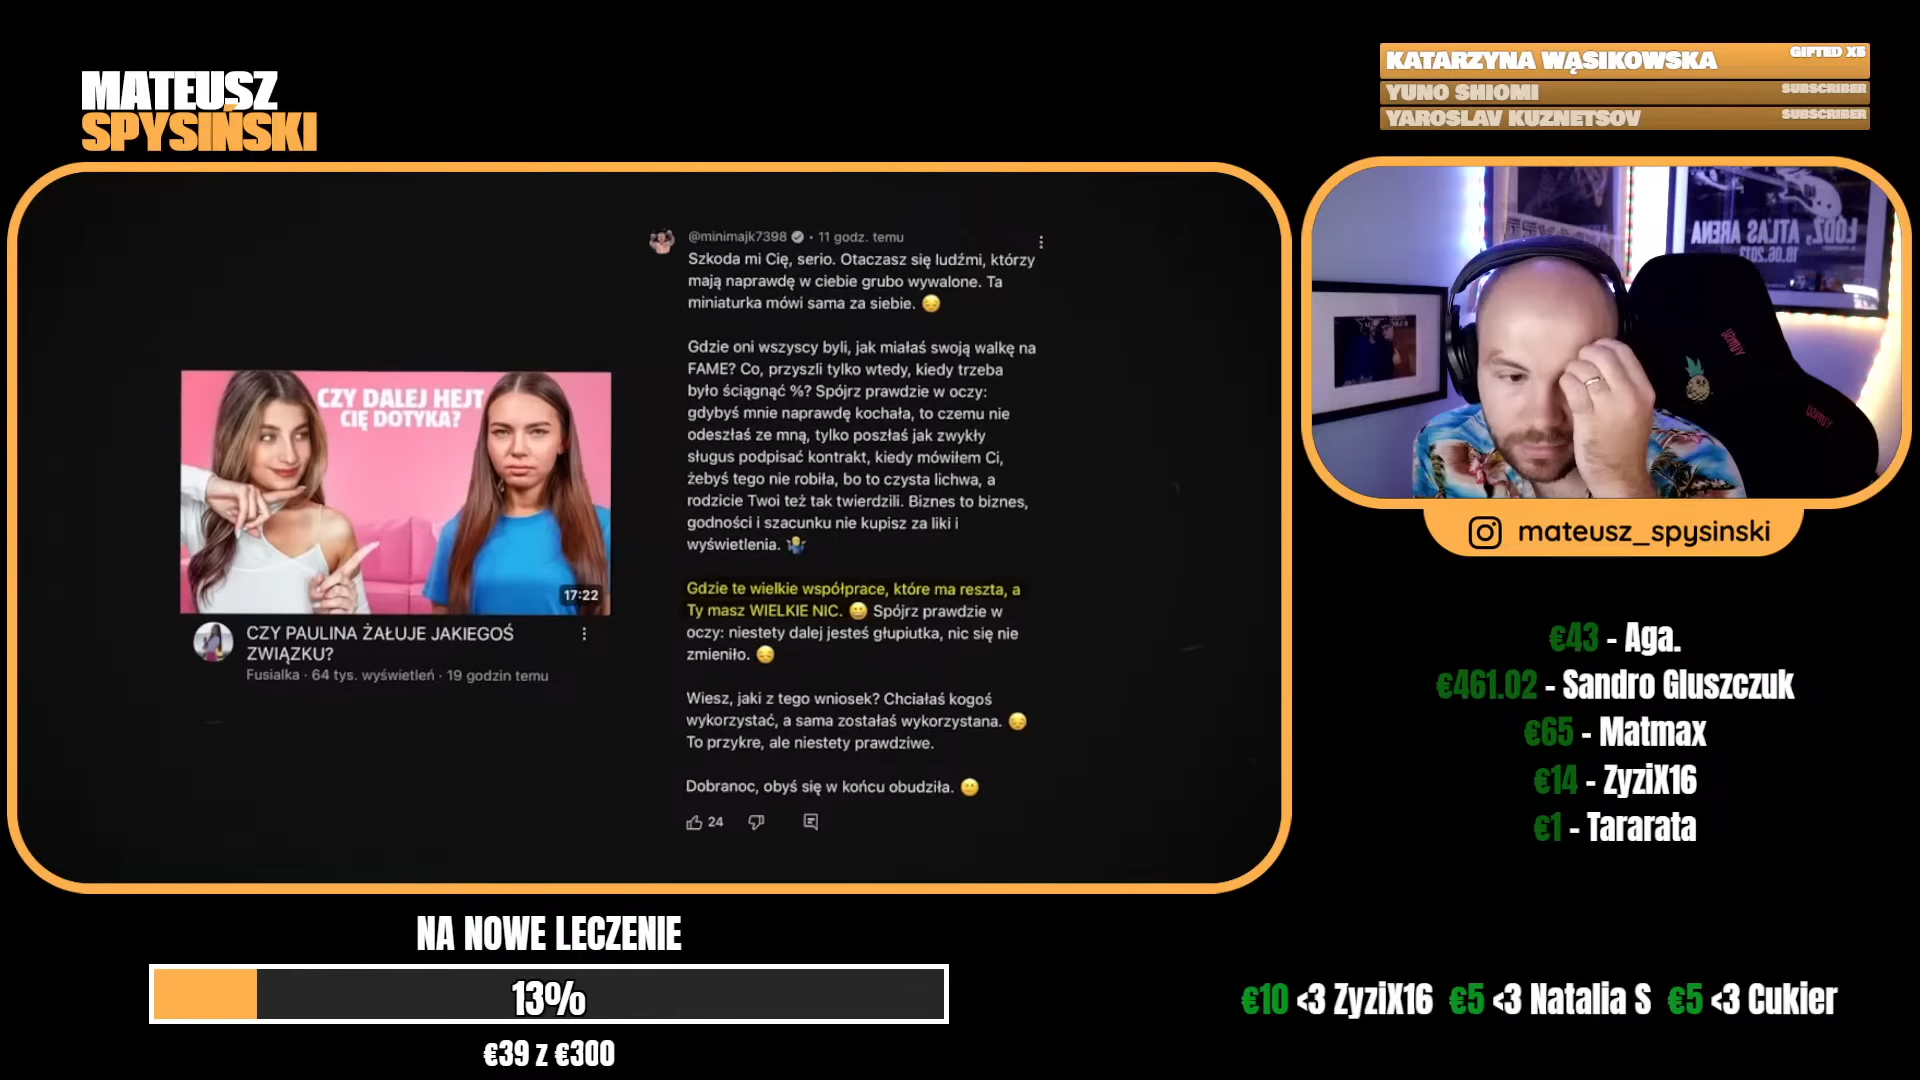 MATEUSZ
SPYSIŃSKI
KATARZYNA WĄSIKOWSKA GIFTED X5
YUNO SHIOMI SUBSCRIBER
YAROSLAV KUZNETSOV SUBSCRIBER
@minimajk7398 · 11 godz. temu
Szkoda mi Cię, serio. Otaczasz się ludźmi, którzy
mają naprawdę w ciebie grubo wywalone. Ta
miniaturka mówi sama za siebie. 😔
Gdzie oni wszyscy byli, jak miałaś swoją walkę na
FAME? Co, przyszli tylko wtedy, kiedy trzeba
było ściągnąć %? Spójrz prawdzie w oczy:
gdybyś mnie naprawdę kochała, to czemu nie
odeszłaś ze mną, tylko poszłaś jak zwykły
sługus podpisać kontrakt, kiedy mówiłem Ci,
żebyś tego nie robiła, bo to czysta lichwa, a
rodzicie Twoi też tak twierdzili. Biznes to biznes,
godności i szacunku nie kupisz za liki i
wyświetlenia. 🤷‍♂️
Gdzie te wielkie współprace, które ma reszta, a
Ty masz WIELKIE NIC. 😄 Spójrz prawdzie w
oczy: niestety dalej jesteś głupiutka, nic się nie
zmieniło. 😔
Wiesz, jaki z tego wniosek? Chciałaś kogoś
wykorzystać, a sama zostałaś wykorzystana. 😔
To przykre, ale niestety prawdziwe.
Dobranoc, obyś się w końcu obudziła. 🙂
24
CZY DALEJ HEJT
CIĘ DOTYKA?
17:22
CZY PAULINA ŻAŁUJE JAKIEGOŚ
ZWIĄZKU?
Fusialka · 64 tys. wyświetleń · 19 godzin temu
ŁÓDŹ, ATLAS ARENA
mateusz_spysinski
€43 - Aga.
€461.02 - Sandro Gluszczuk
€65 - Matmax
€14 - ZyziX16
€1 - Tararata
NA NOWE LECZENIE
13%
€39 z €300
€10 <3 ZyziX16 €5 <3 Natalia S €5 <3 Cukier